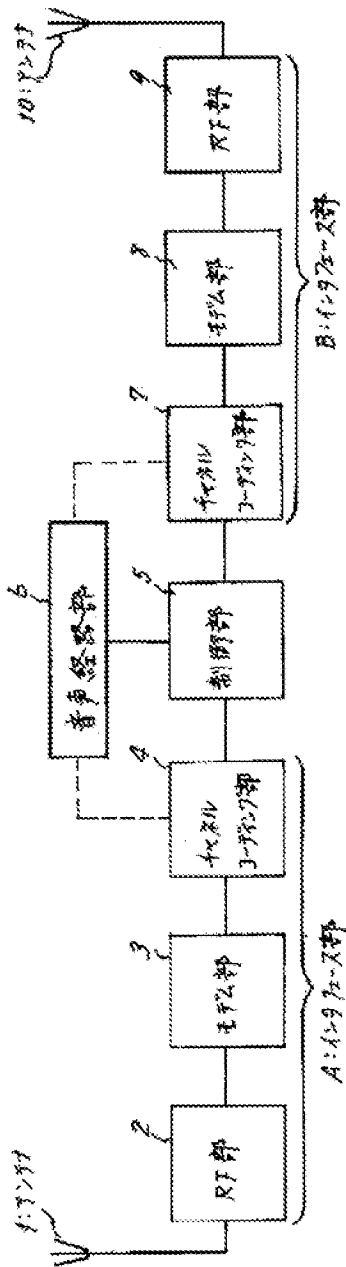 1:アンテナ
2
RF部
3
モデム部
4
チャネル
コーディング部
5
制御部
6
音声経路部
7
チャネル
コーディング部
8
モデム部
9
RF部
10:アンテナ
A:インタフェース部
B:インタフェース部